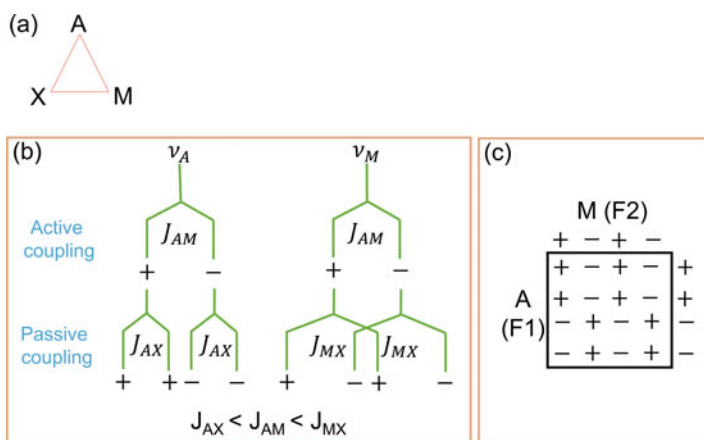 (a)
A
X M
(b)
ν_A ν_M
Active coupling
J_AM J_AM
+ − + −
Passive coupling
J_AX J_AX J_MX J_MX
+ + − − + − + −
J_AX < J_AM < J_MX
(c)
M (F2)
+ − + −
+ − + − +
A (F1)
+ − + − +
− + − + −
− + − + −